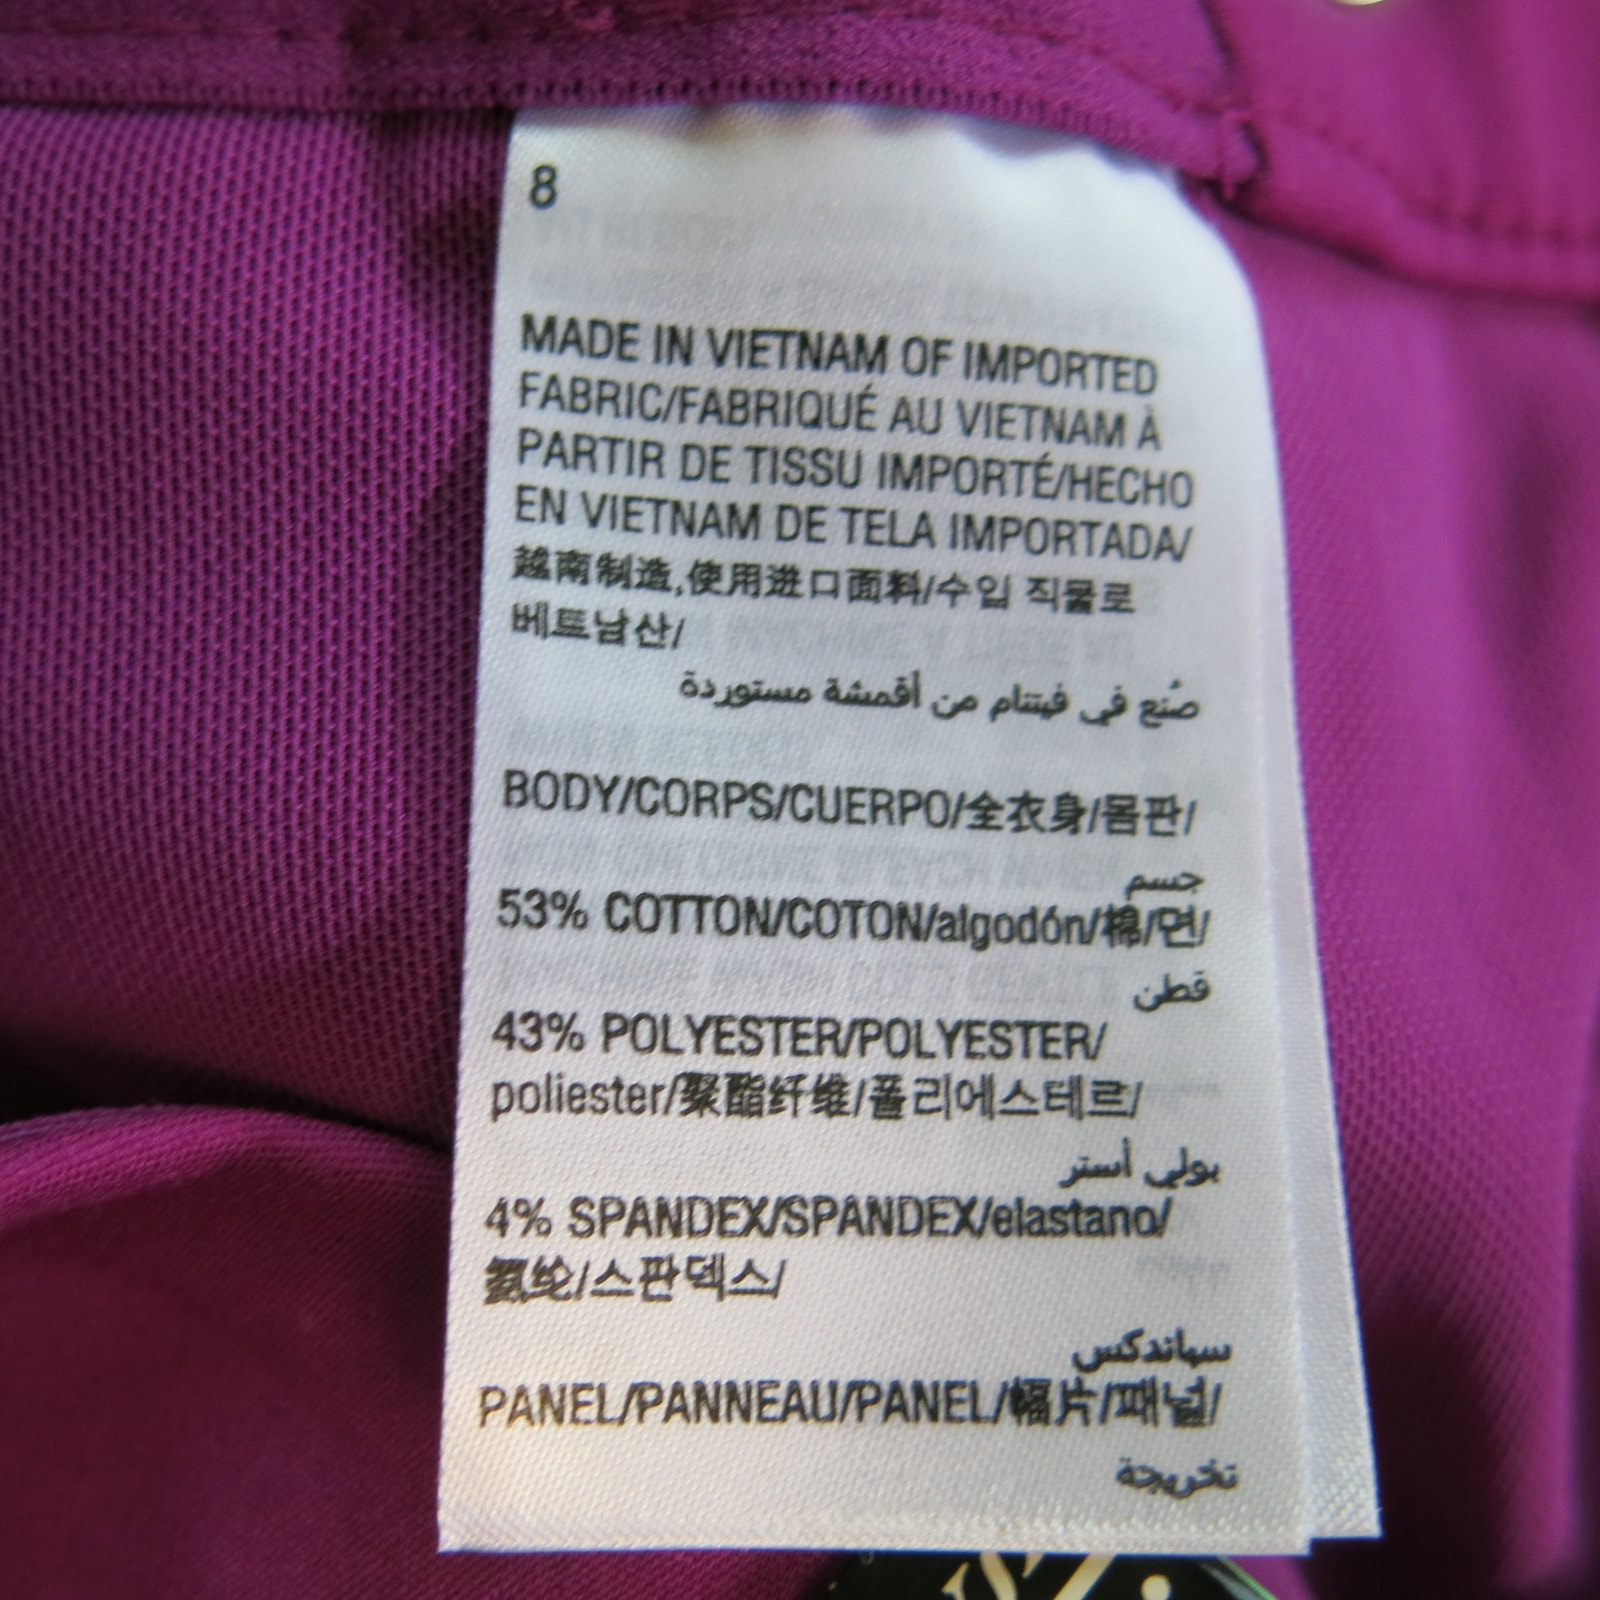 8
MADE IN VIETNAM OF IMPORTED
FABRIC/FABRIQUÉ AU VIETNAM À
PARTIR DE TISSU IMPORTÉ/HECHO
EN VIETNAM DE TELA IMPORTADA/
越南制造,使用进口面料/수입 직물로
베트남산/
صُنع في فيتنام من أقمشة مستوردة
BODY/CORPS/CUERPO/全衣身/몸판/
جسم
53% COTTON/COTON/algodón/棉/면/
قطن
43% POLYESTER/POLYESTER/
poliester/聚酯纤维/폴리에스테르/
بولي أستر
4% SPANDEX/SPANDEX/elastano/
氨纶/스판덱스/
سباندكس
PANEL/PANNEAU/PANEL/幅片/패널/
تخريجة